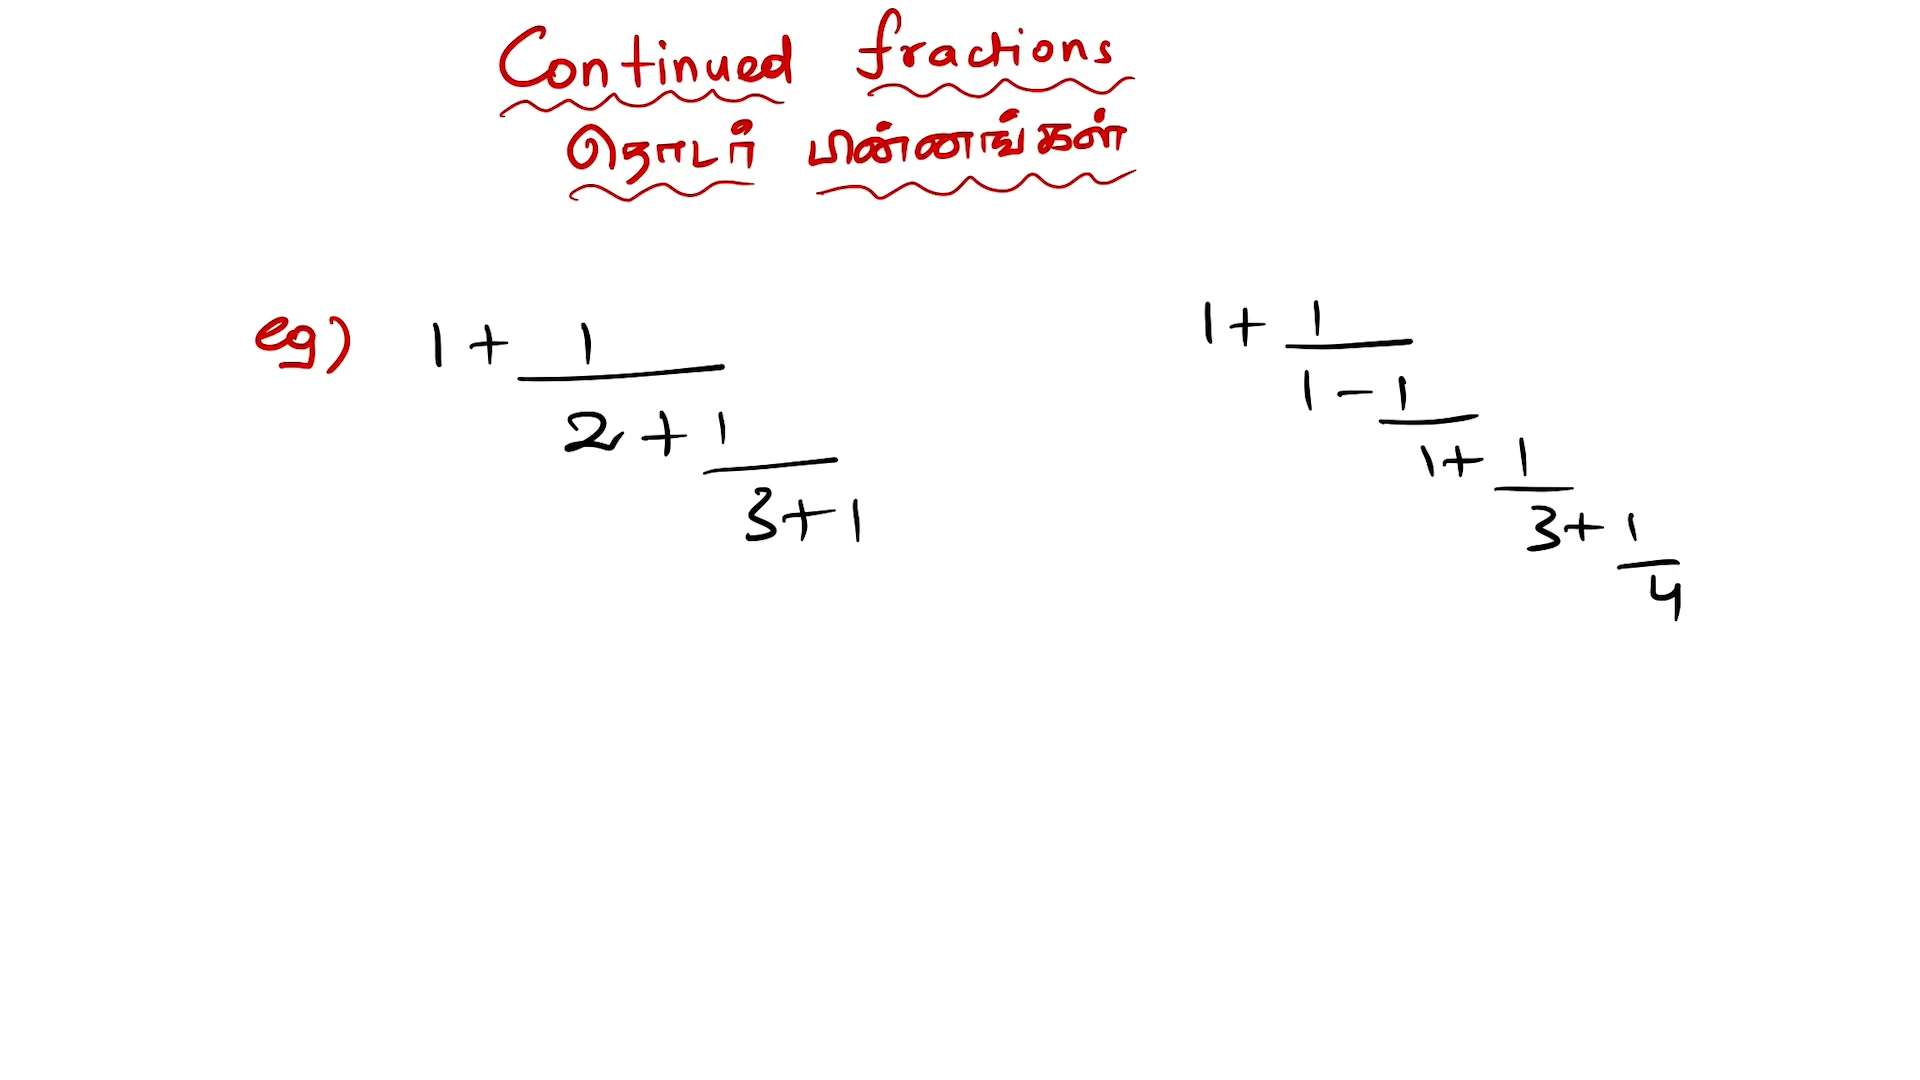 Continued fractions
தொடர் பின்னங்கள்
eg) 1 + 1
2 + 1
3 + 1
1 + 1
1 - 1
1 + 1
3 + 1
4